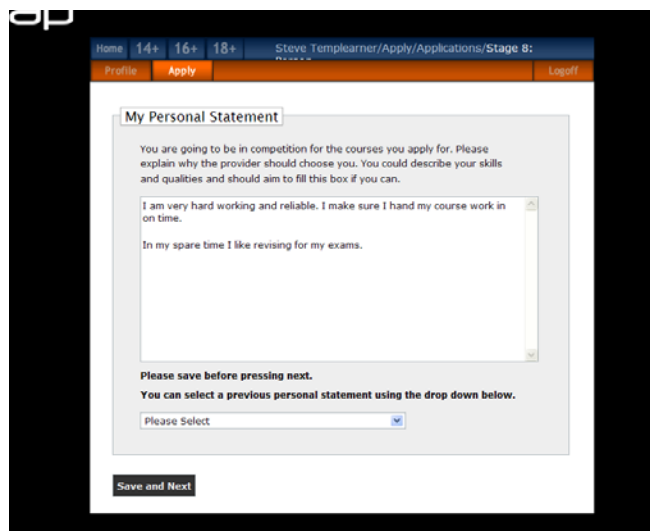 Home 14+ 16+ 18+ Steve Templearner/Apply/Applications/Stage 8:
Profile Apply Logoff
My Personal Statement
You are going to be in competition for the courses you apply for. Please
explain why the provider should choose you. You could describe your skills
and qualities and should aim to fill this box if you can.
I am very hard working and reliable. I make sure I hand my course work in
on time.
In my spare time I like revising for my exams.
Please save before pressing next.
You can select a previous personal statement using the drop down below.
Please Select
Save and Next